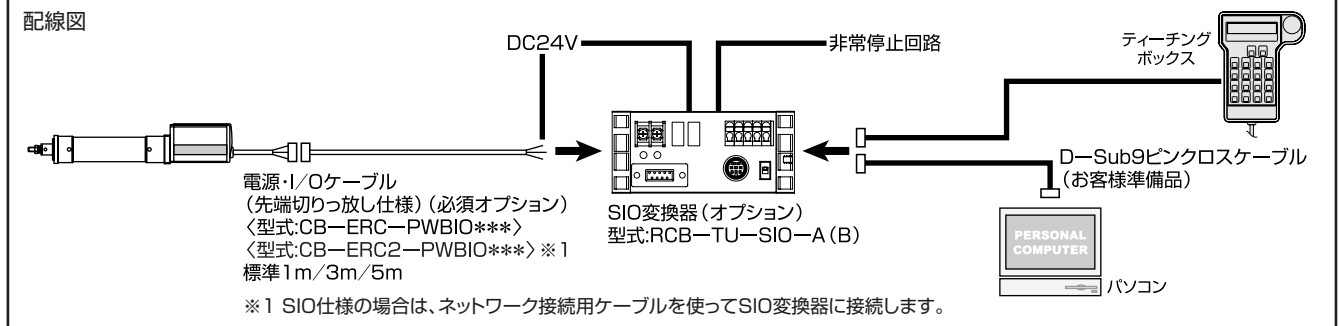 配線図
DC24V
非常停止回路
ティーチング
ボックス
電源・I/Oケーブル
(先端切りっ放し仕様)(必須オプション)
〈型式:CB−ERC−PWBIO***〉
〈型式:CB−ERC2−PWBIO***〉※1
標準1m/3m/5m
SIO変換器(オプション)
型式:RCB−TU−SIO−A(B)
D−Sub9ピンクロスケーブル
(お客様準備品)
PERSONAL
COMPUTER
パソコン
※1 SIO仕様の場合は、ネットワーク接続用ケーブルを使ってSIO変換器に接続します。